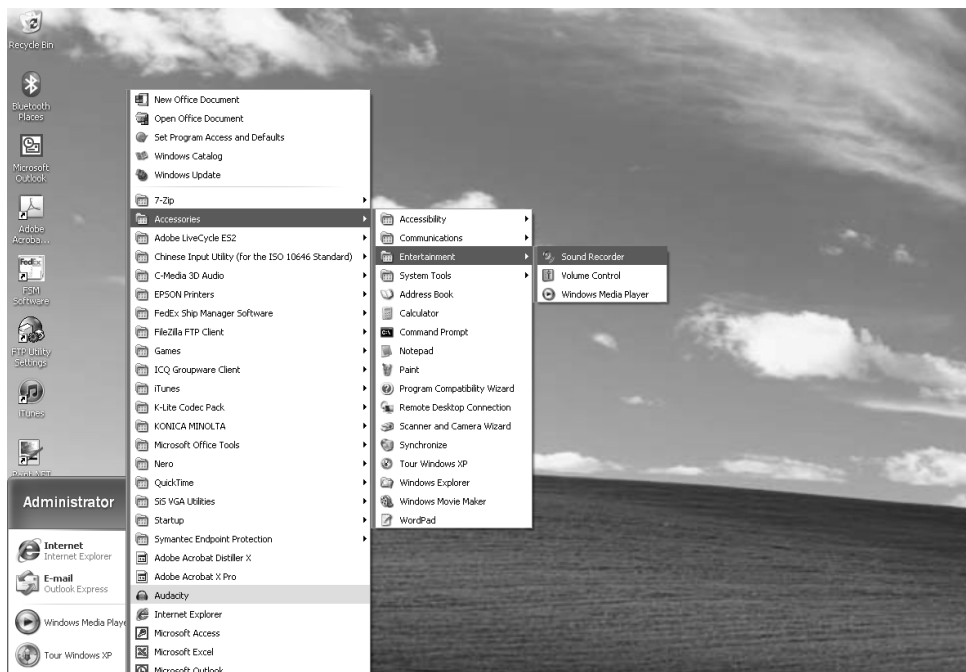 Recycle Bin
Bluetooth
Places
Microsoft
Outlook
Adobe
Acroba...
FedEx
FSM
Software
FTP Utility
Settings
iTunes
Paint.NET
Administrator
Internet
Internet Explorer
E-mail
Outlook Express
Windows Media Playe
Tour Windows XP
New Office Document
Open Office Document
Set Program Access and Defaults
Windows Catalog
Windows Update
7-Zip
Accessories
Adobe LiveCycle ES2
Chinese Input Utility (for the ISO 10646 Standard)
C-Media 3D Audio
EPSON Printers
FedEx Ship Manager Software
FileZilla FTP Client
Games
ICQ Groupware Client
iTunes
K-Lite Codec Pack
KONICA MINOLTA
Microsoft Office Tools
Nero
QuickTime
SiS VGA Utilities
Startup
Symantec Endpoint Protection
Adobe Acrobat Distiller X
Adobe Acrobat X Pro
Audacity
Internet Explorer
Microsoft Access
Microsoft Excel
Microsoft Outlook
Accessibility
Communications
Entertainment
System Tools
Address Book
Calculator
Command Prompt
Notepad
Paint
Program Compatibility Wizard
Remote Desktop Connection
Scanner and Camera Wizard
Synchronize
Tour Windows XP
Windows Explorer
Windows Movie Maker
WordPad
Sound Recorder
Volume Control
Windows Media Player